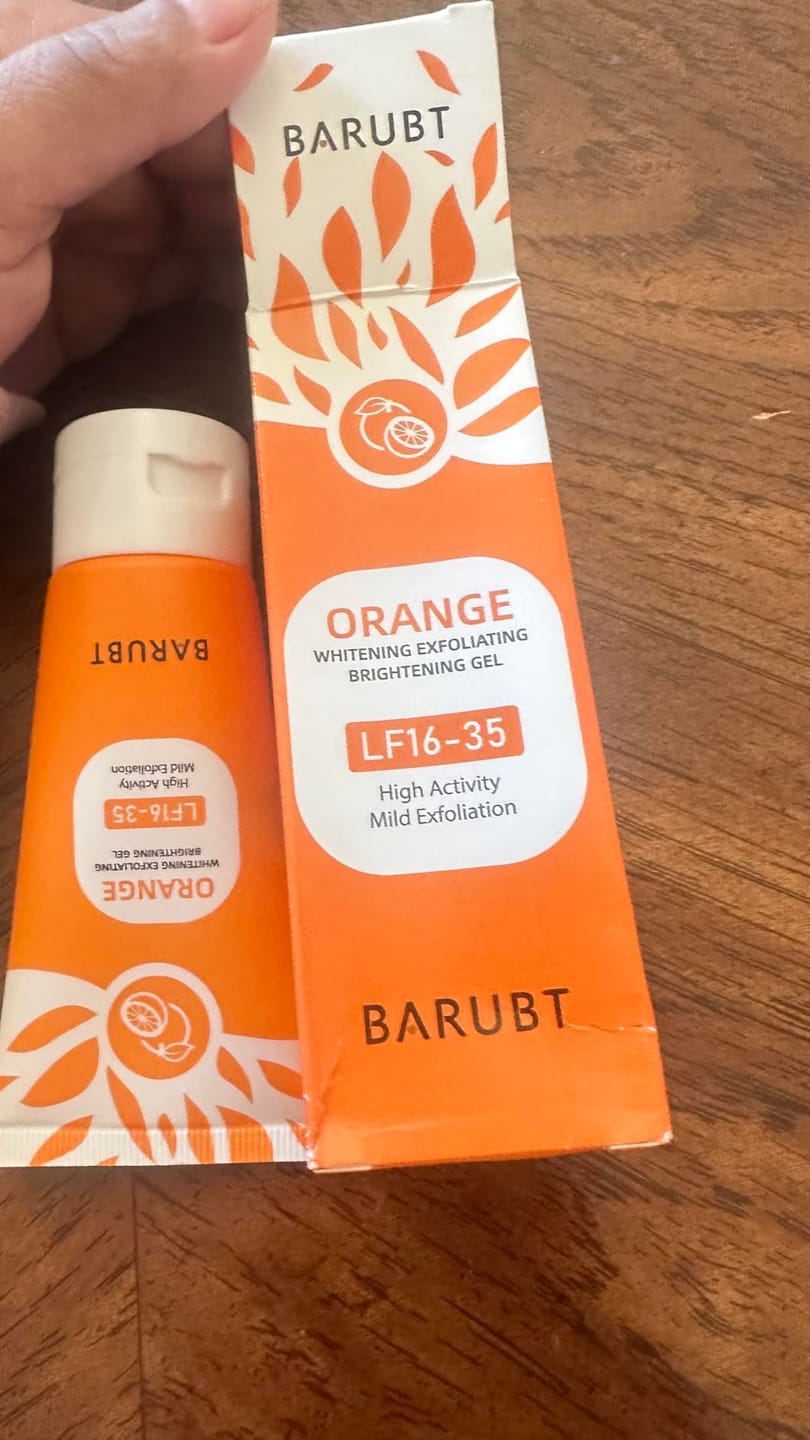 BARUBT
ORANGE
WHITENING EXFOLIATING
BRIGHTENING GEL
LF16-35
High Activity
Mild Exfoliation
BARUBT
ORANGE
WHITENING EXFOLIATING
BRIGHTENING GEL
LF16-35
High Activity
Mild Exfoliation
BARUBT